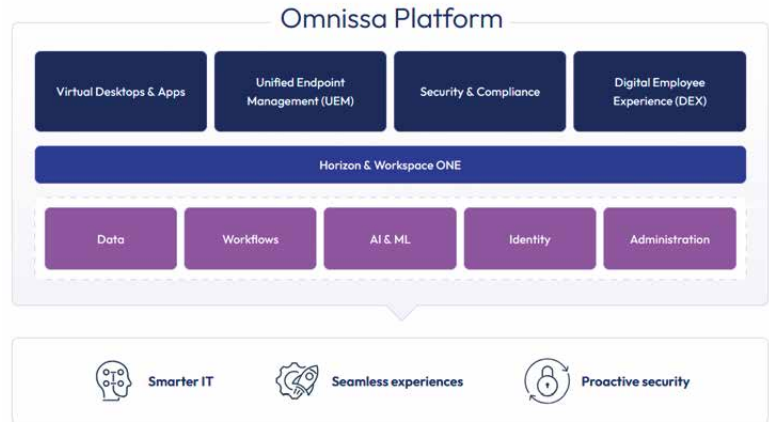 Omnissa Platform
Virtual Desktops & Apps
Unified Endpoint
Management (UEM)
Security & Compliance
Digital Employee
Experience (DEX)
Horizon & Workspace ONE
Data
Workflows
AI & ML
Identity
Administration
Smarter IT
Seamless experiences
Proactive security